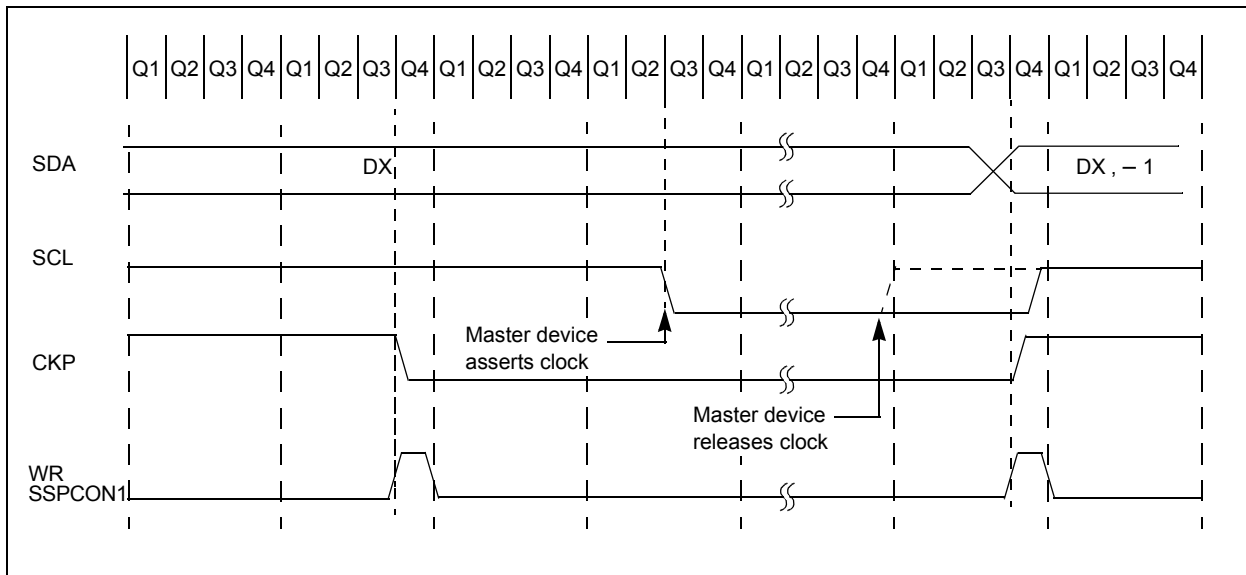 Q1 Q2 Q3 Q4 Q1 Q2 Q3 Q4 Q1 Q2 Q3 Q4 Q1 Q2 Q3 Q4 Q1 Q2 Q3 Q4 Q1 Q2 Q3 Q4 Q1 Q2 Q3 Q4
SDA
DX
DX , – 1
SCL
Master device
asserts clock
CKP
Master device
releases clock
WR
SSPCON1